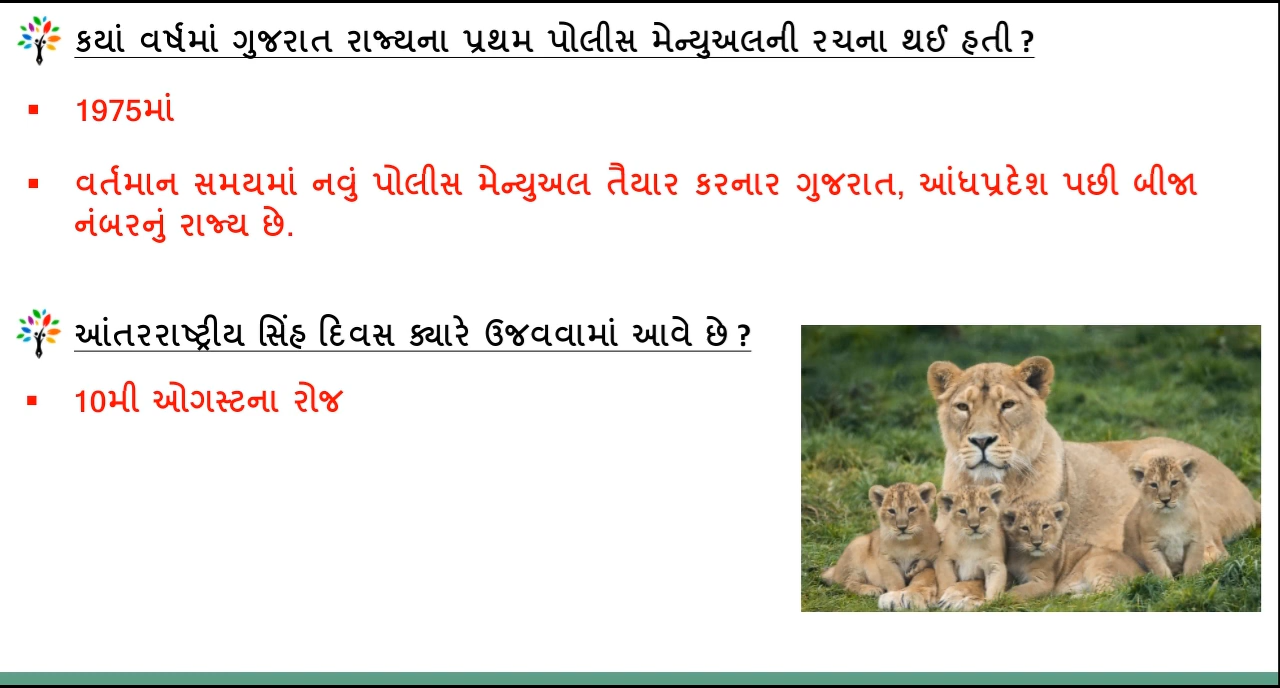 કયાં વર્ષમાં ગુજરાત રાજ્યના પ્રથમ પોલીસ મેન્યુઅલની રચના થઈ હતી?
▪ 1975માં
▪ વર્તમાન સમયમાં નવું પોલીસ મેન્યુઅલ તૈયાર કરનાર ગુજરાત, આંધપ્રદેશ પછી બીજા
નંબરનું રાજ્ય છે.
આંતરરાષ્ટ્રીય સિંહ દિવસ ક્યારે ઉજવવામાં આવે છે?
▪ 10મી ઓગસ્ટના રોજ